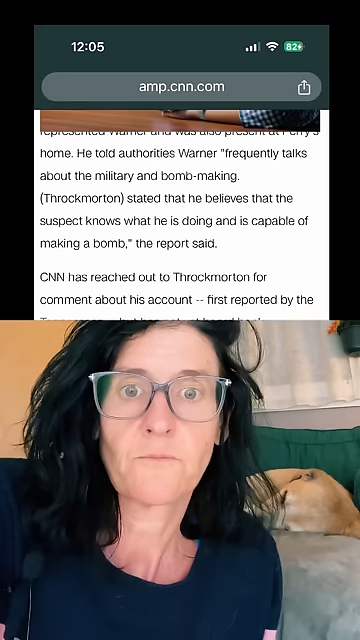 12:05
82
amp.cnn.com
represented Warner and was also present at Perry's
home. He told authorities Warner "frequently talks
about the military and bomb-making.
(Throckmorton) stated that he believes that the
suspect knows what he is doing and is capable of
making a bomb," the report said.
CNN has reached out to Throckmorton for
comment about his account -- first reported by the